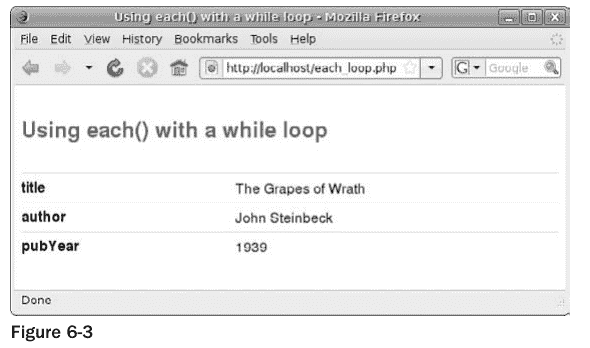 Using each() with a while loop - Mozilla Firefox
File Edit View History Bookmarks Tools Help
http://localhost/each_loop.php G Google
Using each() with a while loop
title The Grapes of Wrath
author John Steinbeck
pubYear 1939
Done
Figure 6-3